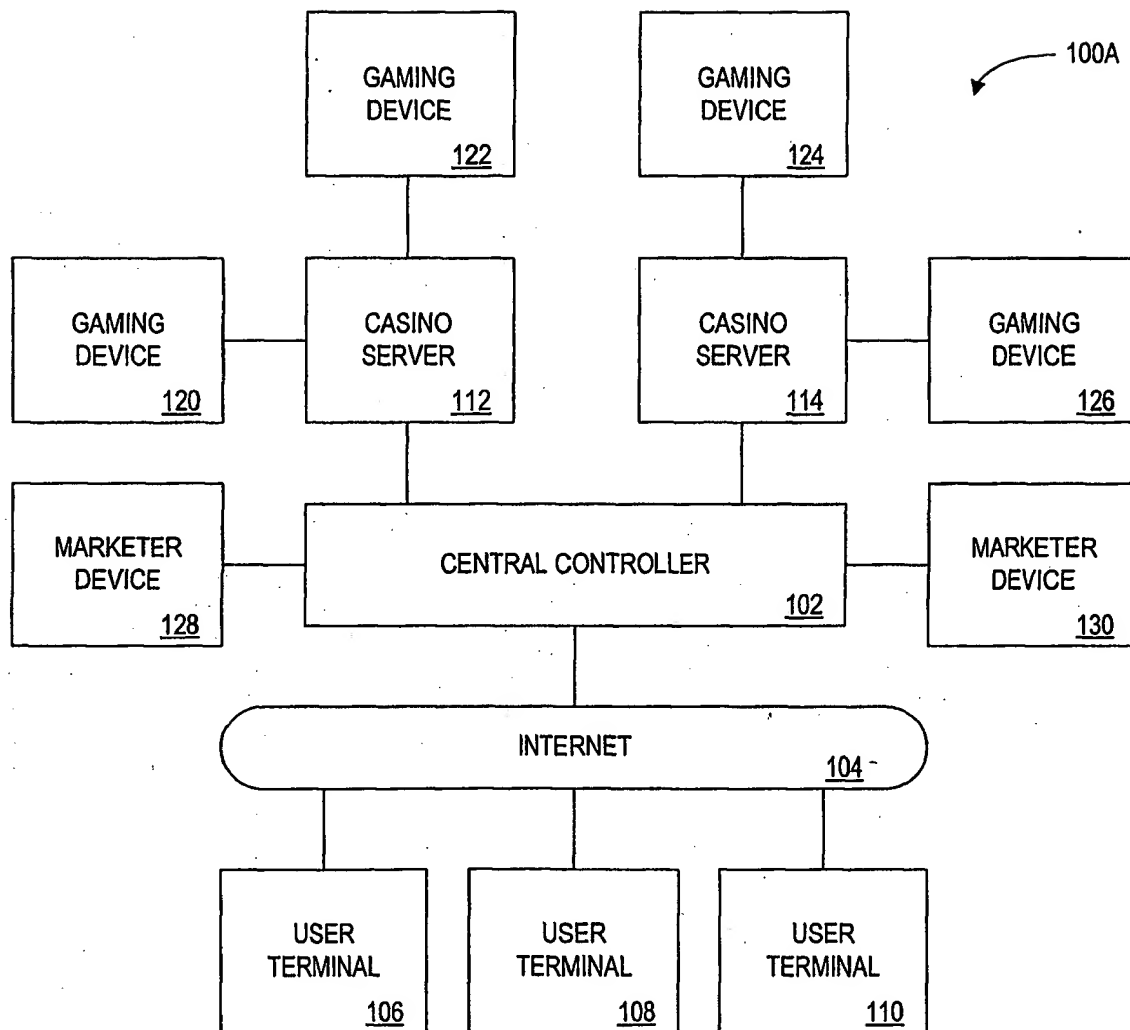 100A
GAMING
DEVICE
122
GAMING
DEVICE
124
GAMING
DEVICE
120
CASINO
SERVER
112
CASINO
SERVER
114
GAMING
DEVICE
126
MARKETER
DEVICE
128
CENTRAL CONTROLLER
102
MARKETER
DEVICE
130
INTERNET
104
USER
TERMINAL
106
USER
TERMINAL
108
USER
TERMINAL
110